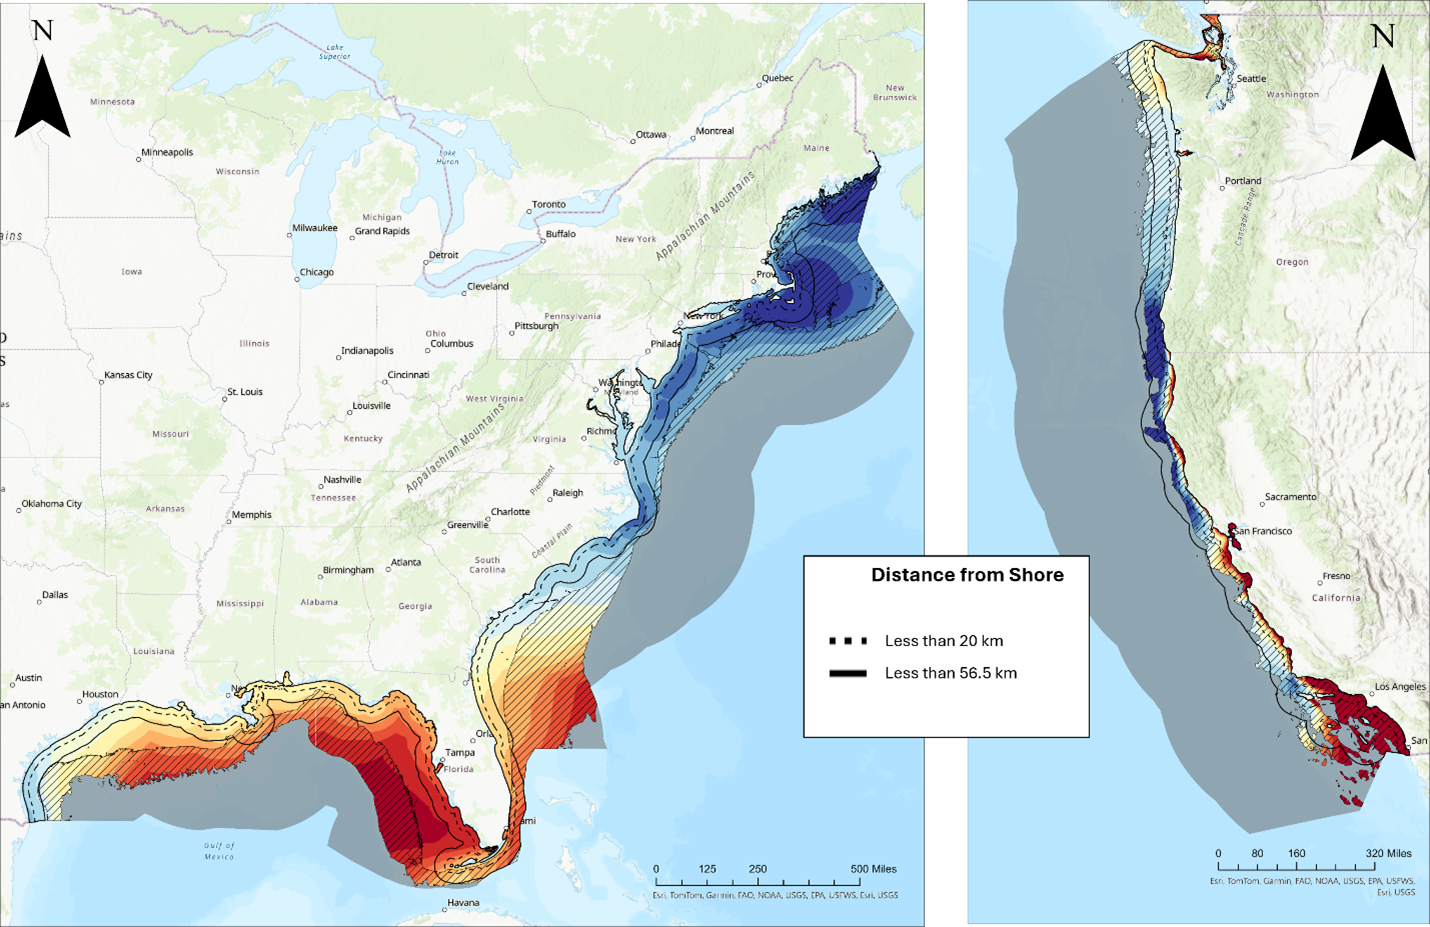 N
Lake
Superior
Quebec
New
Brunswick
Minnesota
Ottawa
Montreal
Maine
Minneapolis
Lake
Huron
Wisconsin
Toronto
Michigan
Milwaukee
Grand Rapids
Buffalo
New York
Appalachian Mountains
ains
Detroit
Chicago
Iowa
Cleveland
Prov
Pennsylvania
New York
Pittsburgh
Ohio
Columbus
Illinois
Indianapolis
Philade
Kansas City
Cincinnati
Washingto
St. Louis
West Virginia
as
Louisville
Missouri
Kentucky
Virginia
Richmo
Appalachian Mountains
Nashville
Tennessee
Piedmont
Raleigh
Oklahoma City
Arkansas
Memphis
Charlotte
Greenville
Coastal Plain
Atlanta
South
Carolina
Birmingham
Dallas
Mississippi
Alabama
Georgia
Louisiana
Austin
Houston
an Antonio
Ne
Orla
Tampa
Florida
ami
Gulf of
Mexico
Havana
0 125 250 500 Miles
Esri, TomTom, Garmin, FAO, NOAA, USGS, EPA, USFWS, Esri, USGS
Distance from Shore
Less than 20 km
Less than 56.5 km
N
Seattle
Washington
Portland
Cascade Range
Oregon
Sacramento
San Francisco
Fresno
California
Los Angeles
San
0 80 160 320 Miles
Esri, TomTom, Garmin, FAO, NOAA, USGS, EPA, USFWS,
Esri, USGS